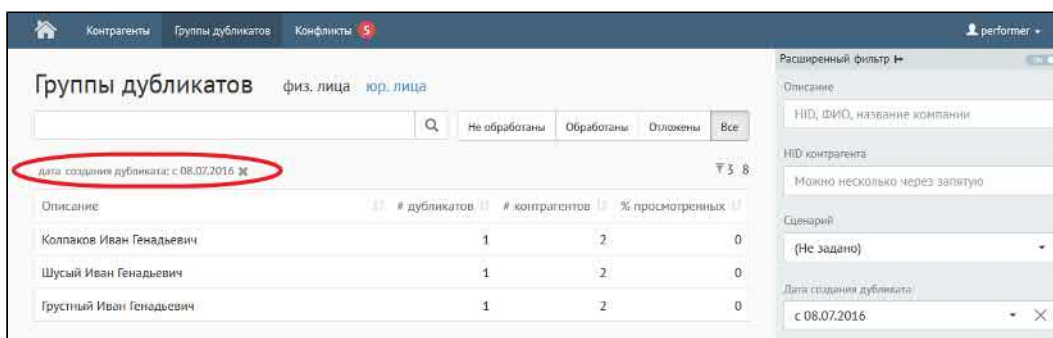 Контрагенты Группы дубликатов Конфликты 5 performer
Группы дубликатов физ. лица юр. лица
Не обработаны Обработаны Отложены Все
дата создания дубликата: с 08.07.2016
3 8
Описание # дубликатов # контрагентов % просмотренных
Колпаков Иван Генадьевич 1 2 0
Шусый Иван Генадьевич 1 2 0
Грустный Иван Генадьевич 1 2 0
Расширенный фильтр
Описание
HID, ФИО, название компании
HID контрагента
Можно несколько через запятую
Сценарий
(Не задано)
Дата создания дубликата
с 08.07.2016